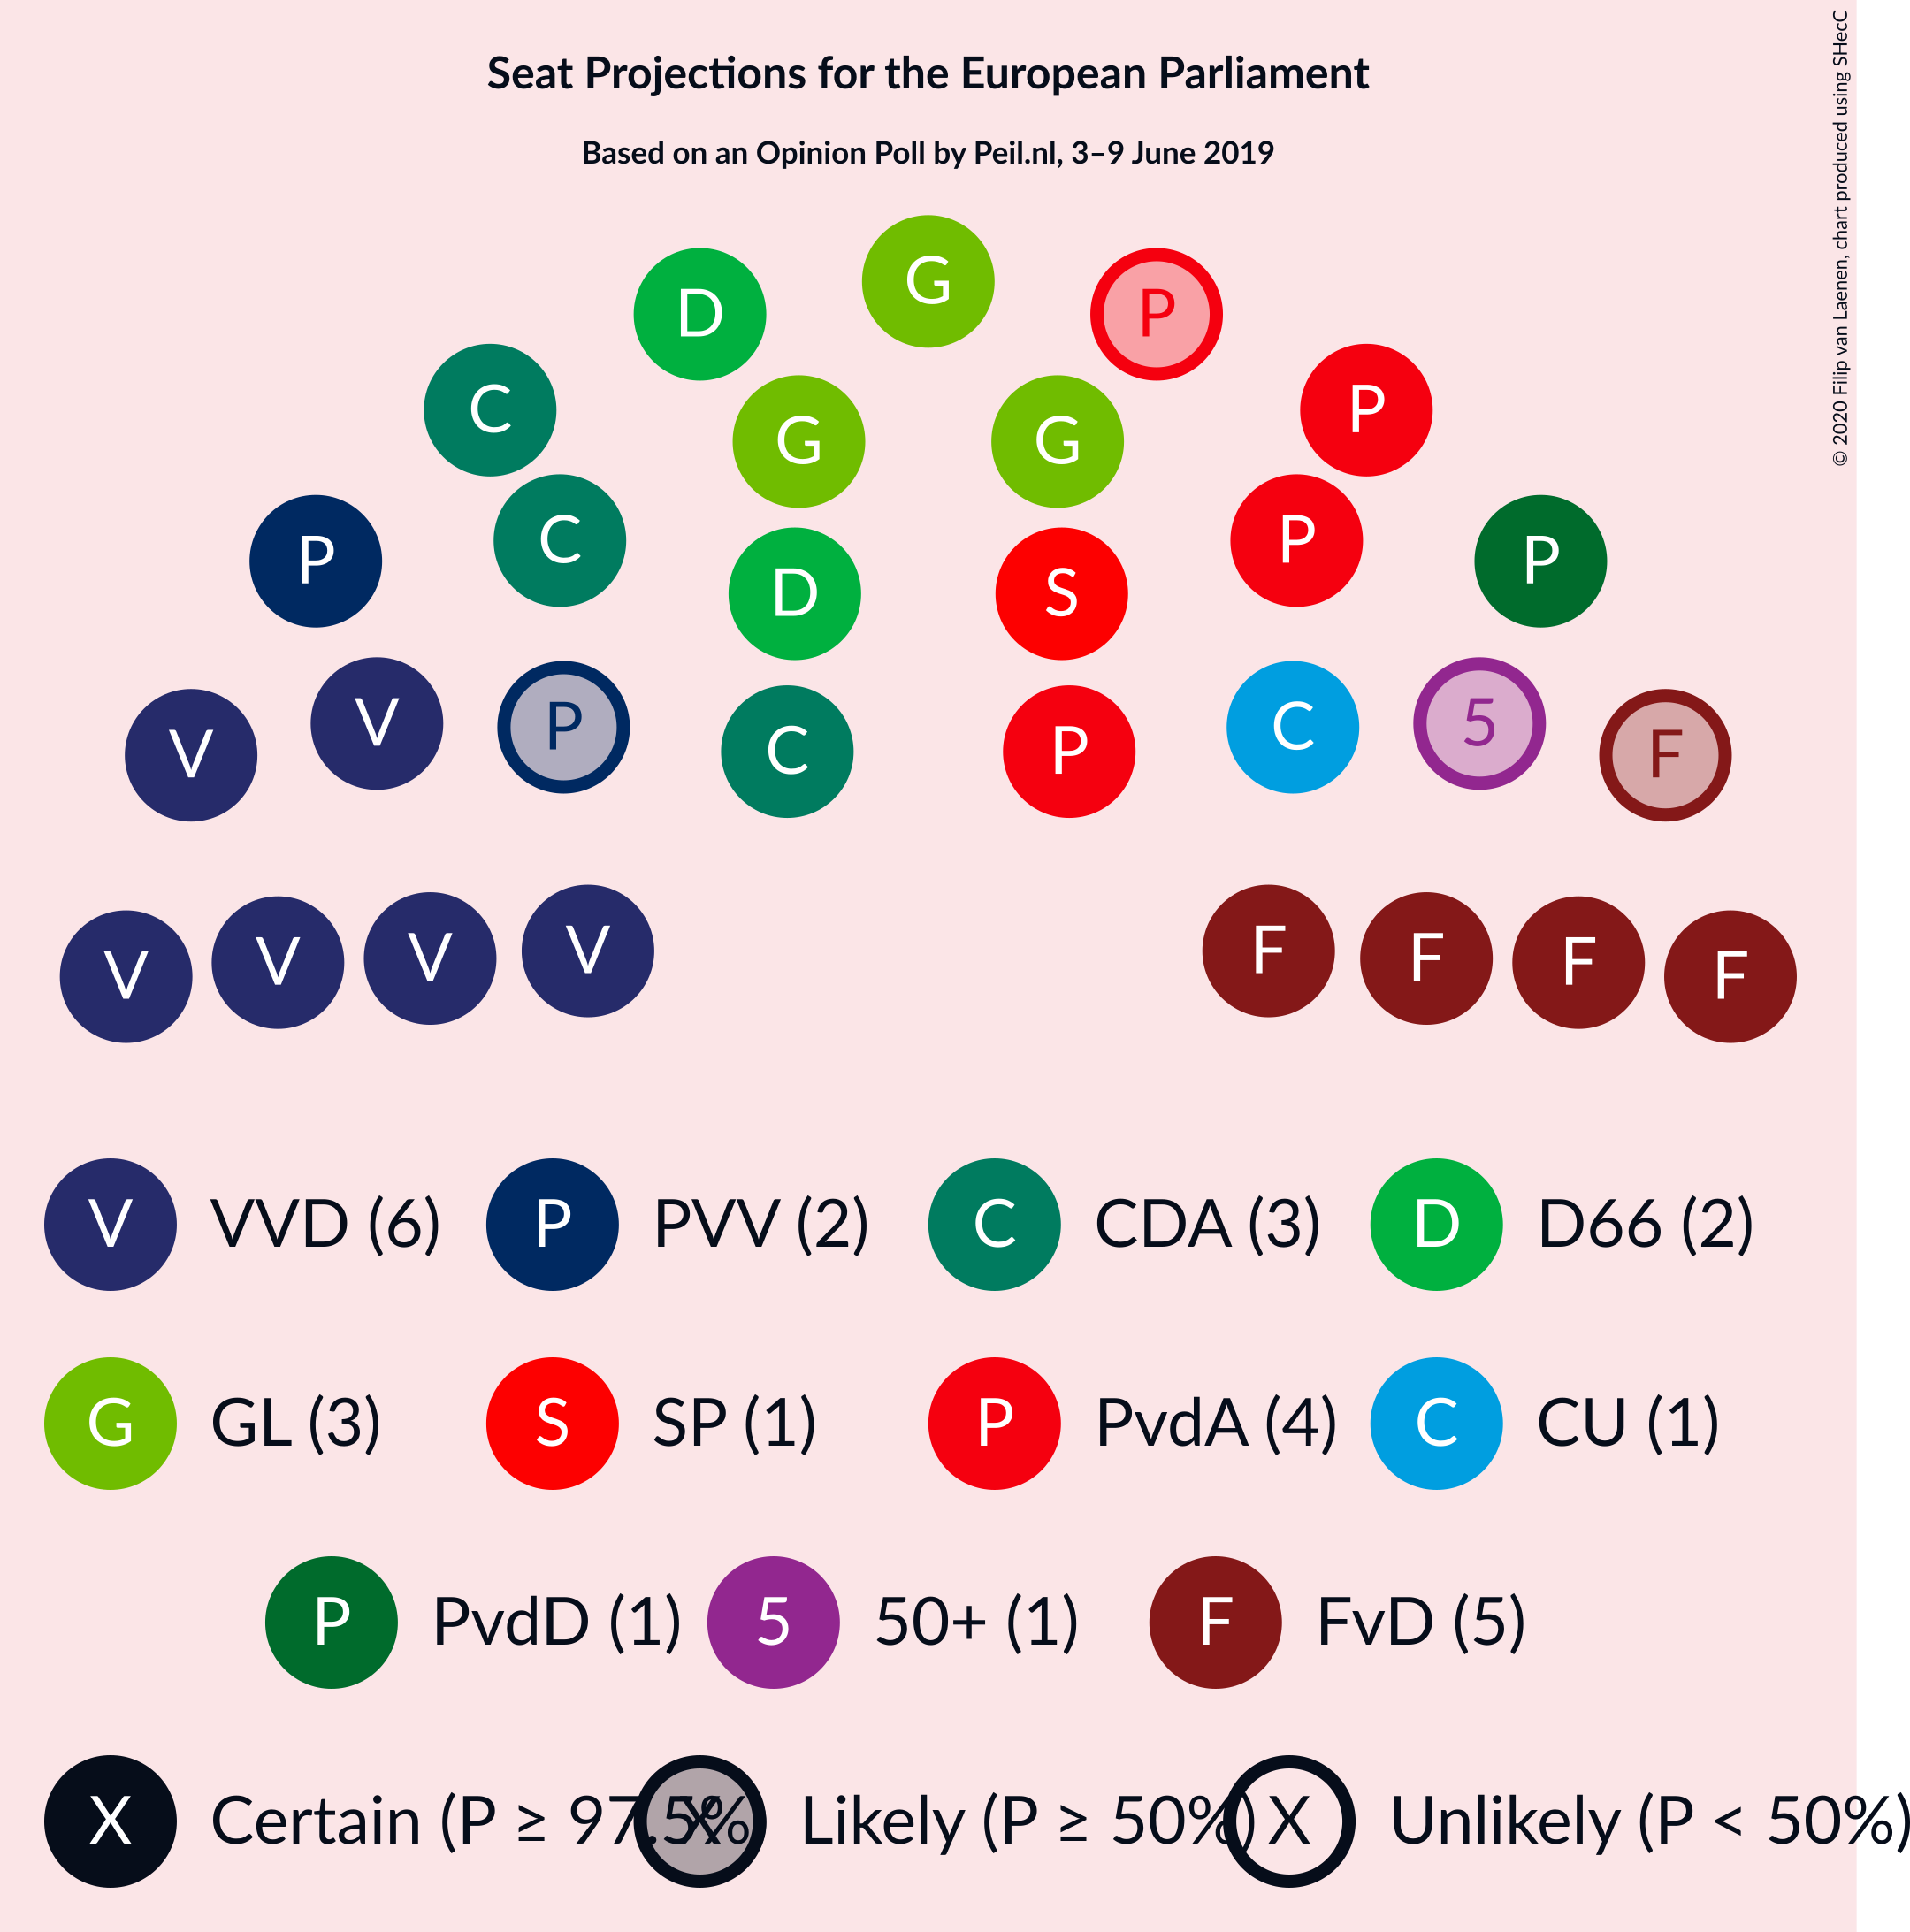 Seat Projections for the European Parliament
Based on an Opinion Poll by Peil.nl, 3–9 June 2019
© 2020 Filip van Laenen, chart produced using SHecC
G
D P
C P
G G
C P
P P
D S
V V P C P C 5 F
V V V V F F F F
V VVD (6) P PVV (2) C CDA (3) D D66 (2)
G GL (3) S SP (1) P PvdA (4) C CU (1)
P PvdD (1) 5 50+ (1) F FvD (5)
X Certain (P ≥ 97.5% X Likely (P ≥ 50%) X Unlikely (P < 50%)